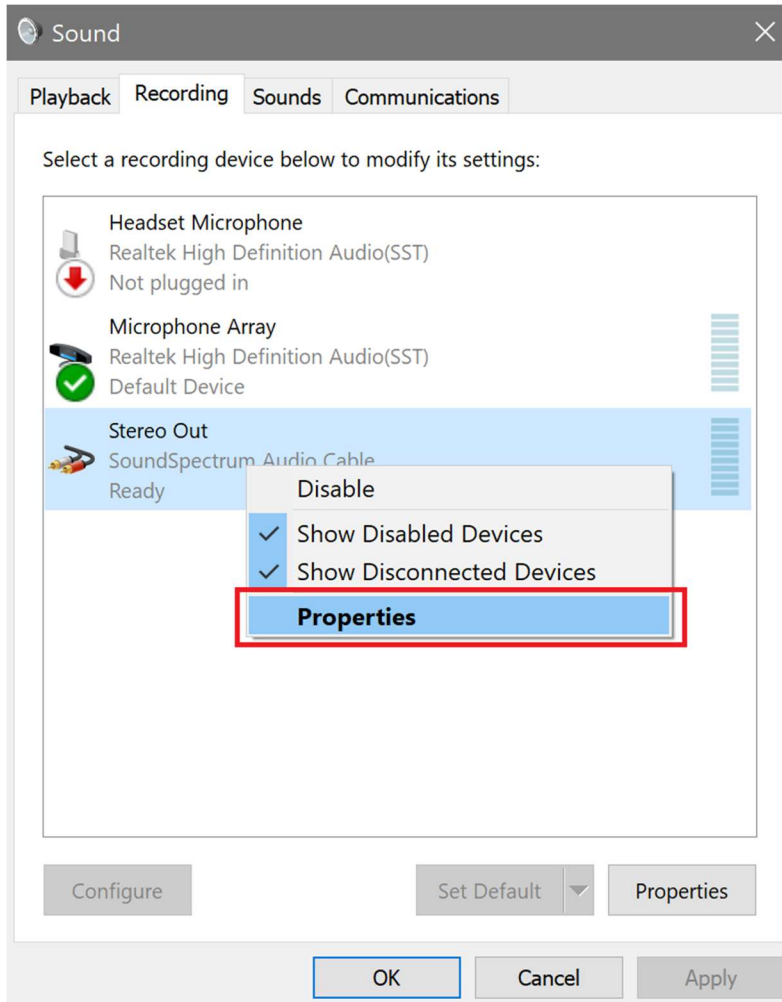 Sound
Playback Recording Sounds Communications
Select a recording device below to modify its settings:
Headset Microphone
Realtek High Definition Audio(SST)
Not plugged in
Microphone Array
Realtek High Definition Audio(SST)
Default Device
Stereo Out
SoundSpectrum Audio Cable
Ready
Disable
Show Disabled Devices
Show Disconnected Devices
Properties
Configure Set Default Properties
OK Cancel Apply